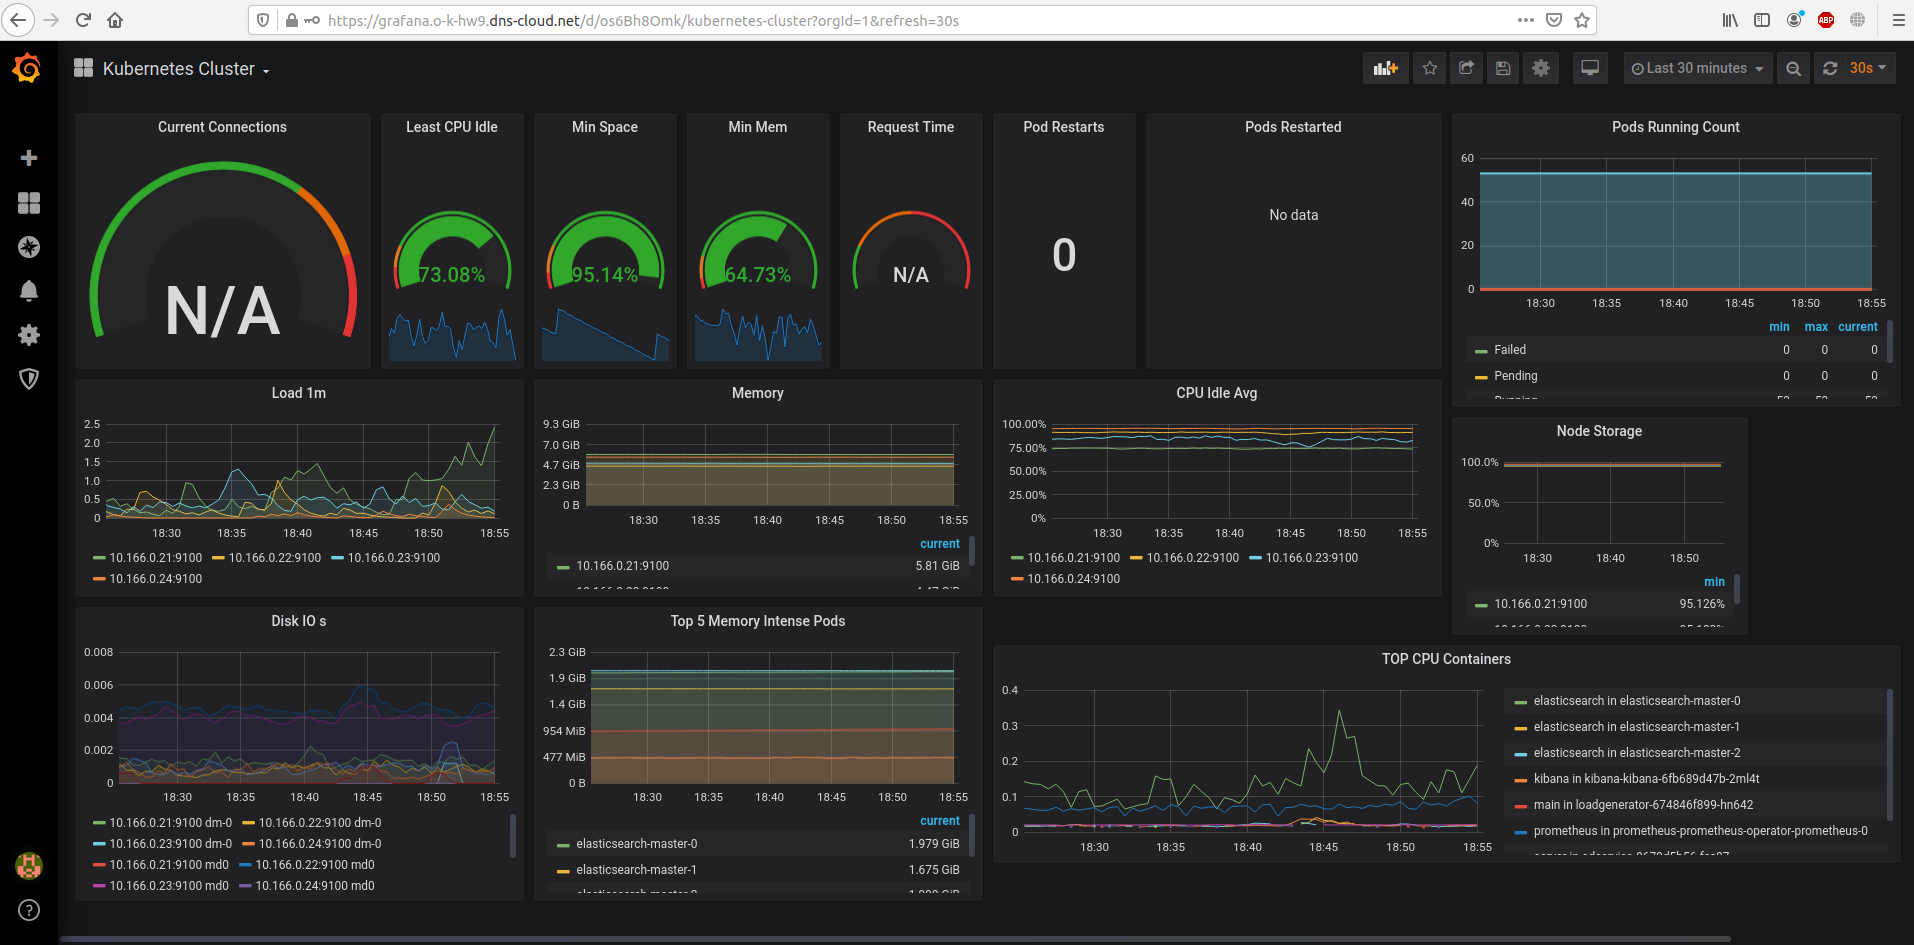 https://grafana.o-k-hw9.dns-cloud.net/d/os6Bh8Omk/kubernetes-cluster?orgId=1&refresh=30s
ABP
Kubernetes Cluster
Last 30 minutes
30s
Current Connections
N/A
Least CPU Idle
73.08%
Min Space
95.14%
Min Mem
64.73%
Request Time
N/A
Pod Restarts
0
Pods Restarted
No data
Pods Running Count
60
40
20
0
18:30 18:35 18:40 18:45 18:50 18:55
min max current
Failed 0 0 0
Pending 0 0 0
Load 1m
2.5
2.0
1.5
1.0
0.5
0
18:30 18:35 18:40 18:45 18:50 18:55
10.166.0.21:9100 10.166.0.22:9100 10.166.0.23:9100
10.166.0.24:9100
Memory
9.3 GiB
7.0 GiB
4.7 GiB
2.3 GiB
0 B
18:30 18:35 18:40 18:45 18:50 18:55
current
10.166.0.21:9100 5.81 GiB
CPU Idle Avg
100.00%
75.00%
50.00%
25.00%
0%
18:30 18:35 18:40 18:45 18:50 18:55
10.166.0.21:9100 10.166.0.22:9100 10.166.0.23:9100
10.166.0.24:9100
Node Storage
100.0%
50.0%
0%
18:30 18:40 18:50
min
10.166.0.21:9100 95.126%
Disk IO s
0.008
0.006
0.004
0.002
0
18:30 18:35 18:40 18:45 18:50 18:55
10.166.0.21:9100 dm-0 10.166.0.22:9100 dm-0
10.166.0.23:9100 dm-0 10.166.0.24:9100 dm-0
10.166.0.21:9100 md0 10.166.0.22:9100 md0
10.166.0.23:9100 md0 10.166.0.24:9100 md0
Top 5 Memory Intense Pods
2.3 GiB
1.9 GiB
1.4 GiB
954 MiB
477 MiB
0 B
18:30 18:35 18:40 18:45 18:50 18:55
current
elasticsearch-master-0 1.979 GiB
elasticsearch-master-1 1.675 GiB
TOP CPU Containers
0.4
0.3
0.2
0.1
0
18:30 18:35 18:40 18:45 18:50 18:55
elasticsearch in elasticsearch-master-0
elasticsearch in elasticsearch-master-1
elasticsearch in elasticsearch-master-2
kibana in kibana-kibana-6fb689d47b-2ml4t
main in loadgenerator-674846f899-hn642
prometheus in prometheus-prometheus-operator-prometheus-0